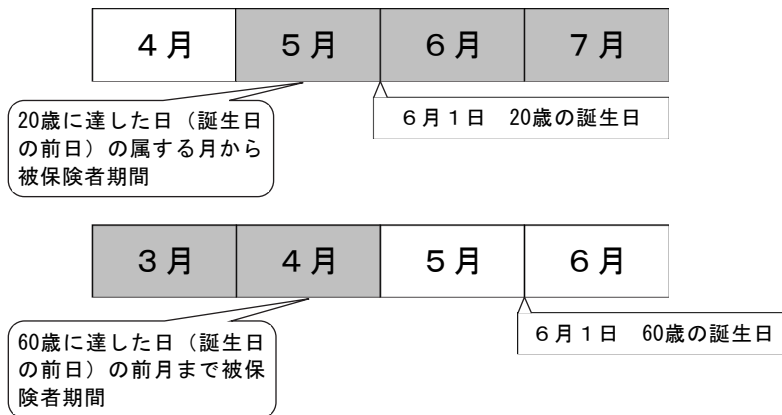 4月 5月 6月 7月
20歳に達した日（誕生日
の前日）の属する月から
被保険者期間
６月１日　20歳の誕生日
3月 4月 5月 6月
60歳に達した日（誕生日
の前日）の前月まで被保
険者期間
６月１日　60歳の誕生日